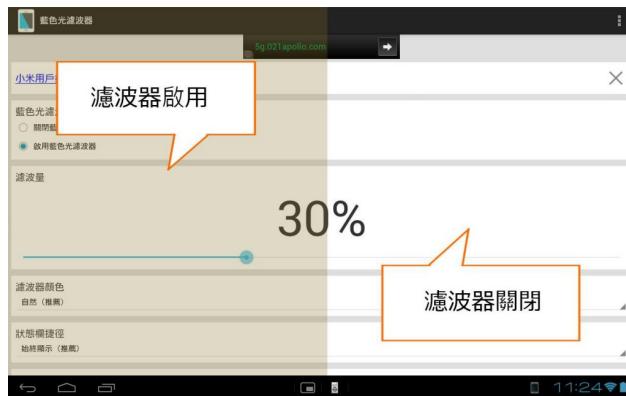 藍色光濾波器
5g.021apolio.com
小米用戶
濾波器啟用
藍色光濾
關閉藍
啟用藍色光濾波器
濾波量
30%
濾波器關閉
濾波器顏色
自然（推薦）
狀態欄捷徑
始終顯示（推薦）
11:24